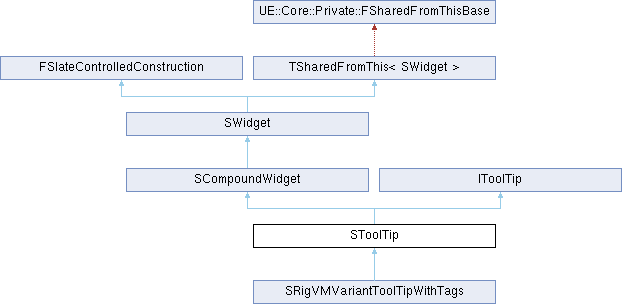 UE::Core::Private::FSharedFromThisBase
FSlateControlledConstruction
TSharedFromThis< SWidget >
SWidget
SCompoundWidget
IToolTip
SToolTip
SRigVMVariantToolTipWithTags